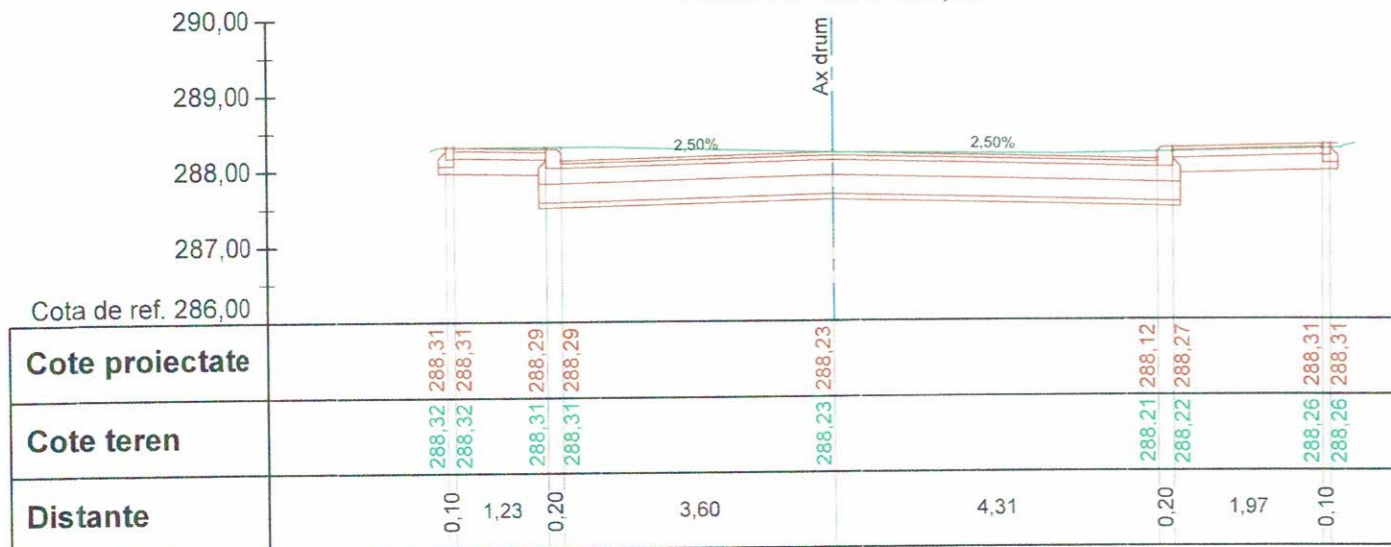 290,00
Ax drum
289,00
2,50% 2,50%
288,00
287,00
Cota de ref. 286,00
Cote proiectate 288,31 288,31 288,29 288,29 288,23 288,12 288,27 288,31 288,31
Cote teren 288,32 288,32 288,31 288,31 288,23 288,21 288,22 288,26 288,26
Distante 0,10 1,23 0,20 3,60 4,31 0,20 1,97 0,10